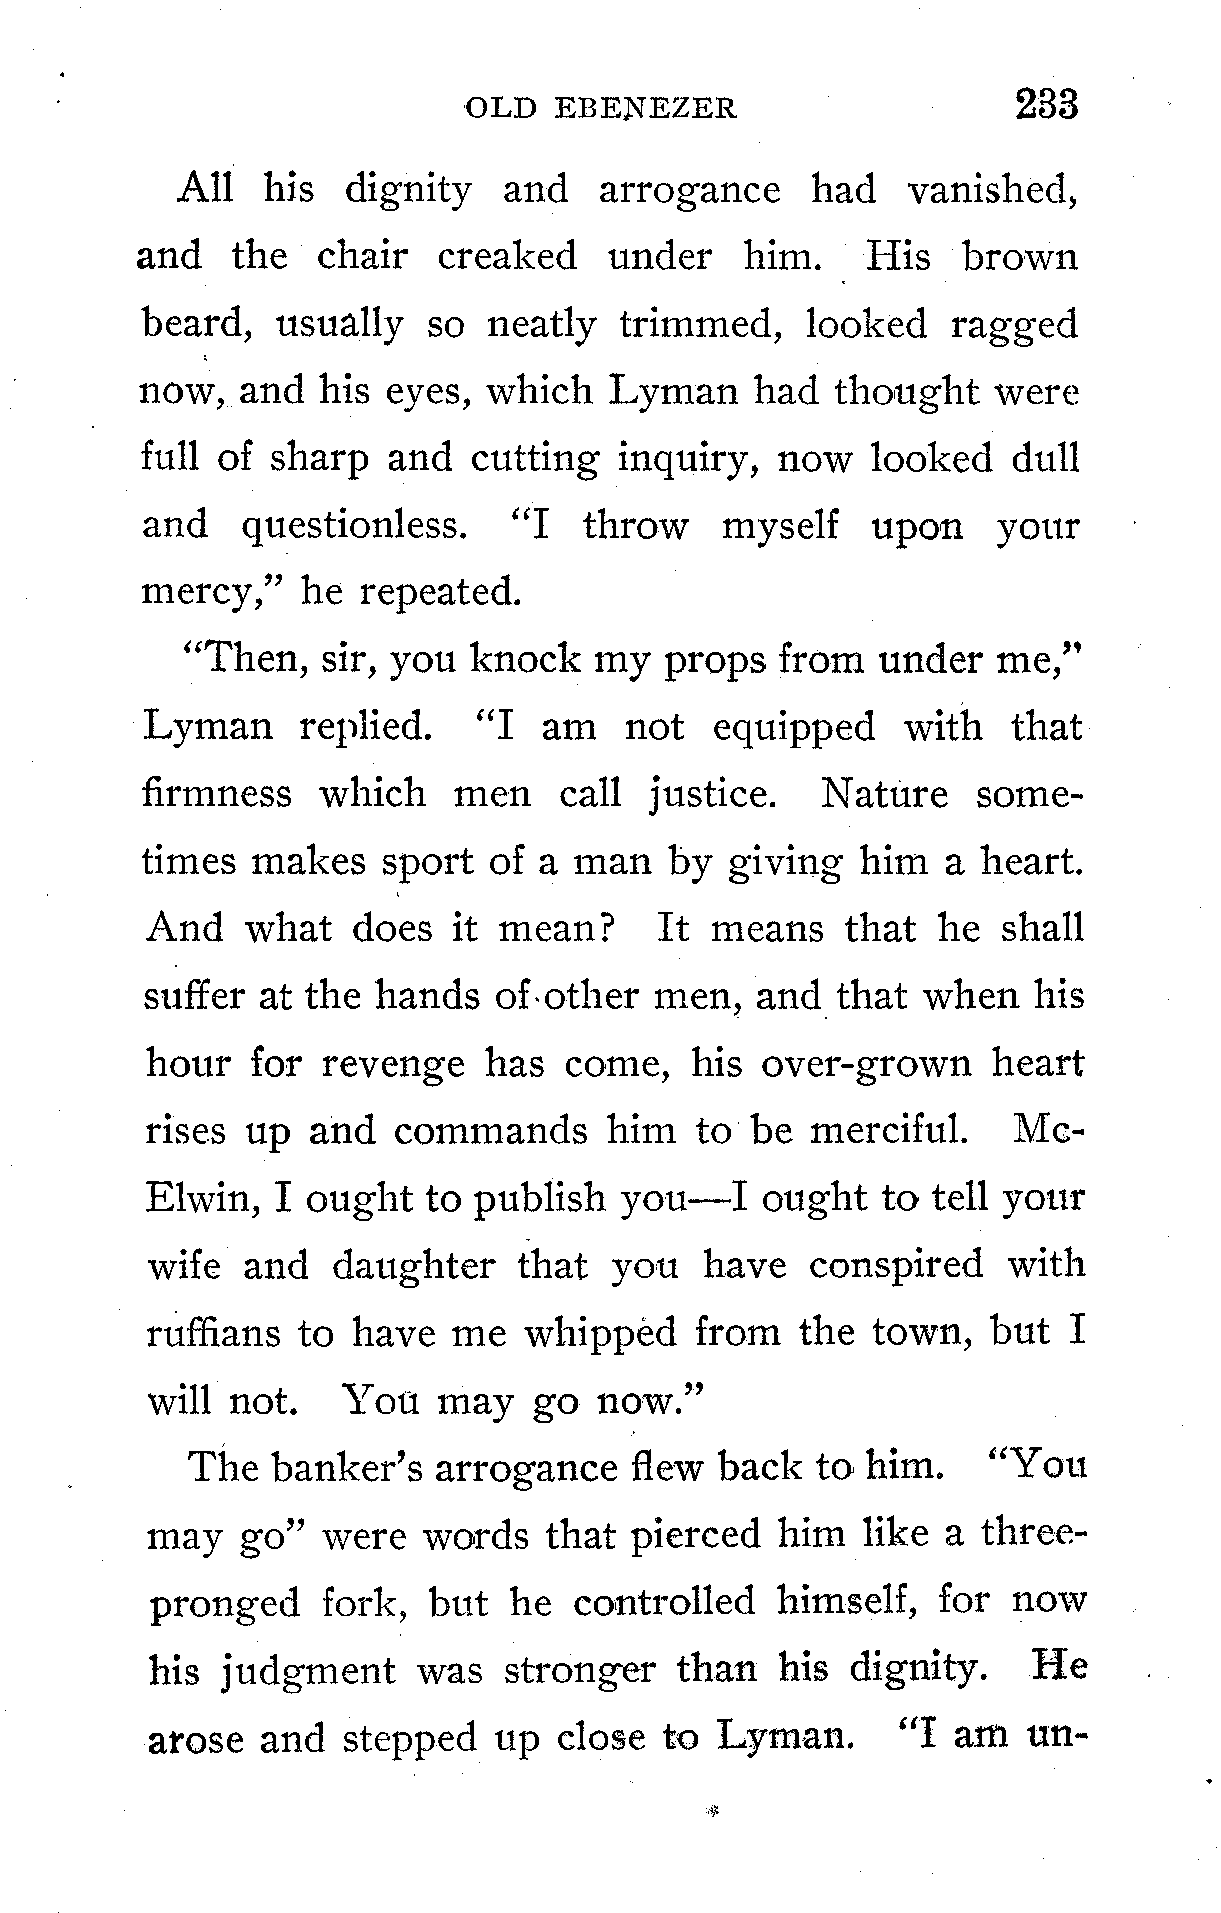 OLD EBENEZER 233
All his dignity and arrogance had vanished,
and the chair creaked under him. His brown
beard, usually so neatly trimmed, looked ragged
now, and his eyes, which Lyman had thought were
full of sharp and cutting inquiry, now looked dull
and questionless. “I throw myself upon your
mercy,” he repeated.
“Then, sir, you knock my props from under me,”
Lyman replied. “I am not equipped with that
firmness which men call justice. Nature some-
times makes sport of a man by giving him a heart.
And what does it mean? It means that he shall
suffer at the hands of other men, and that when his
hour for revenge has come, his over-grown heart
rises up and commands him to be merciful. Mc-
Elwin, I ought to publish you—I ought to tell your
wife and daughter that you have conspired with
ruffians to have me whipped from the town, but I
will not. You may go now.”
The banker’s arrogance flew back to him. “You
may go” were words that pierced him like a three-
pronged fork, but he controlled himself, for now
his judgment was stronger than his dignity. He
arose and stepped up close to Lyman. “I am un-